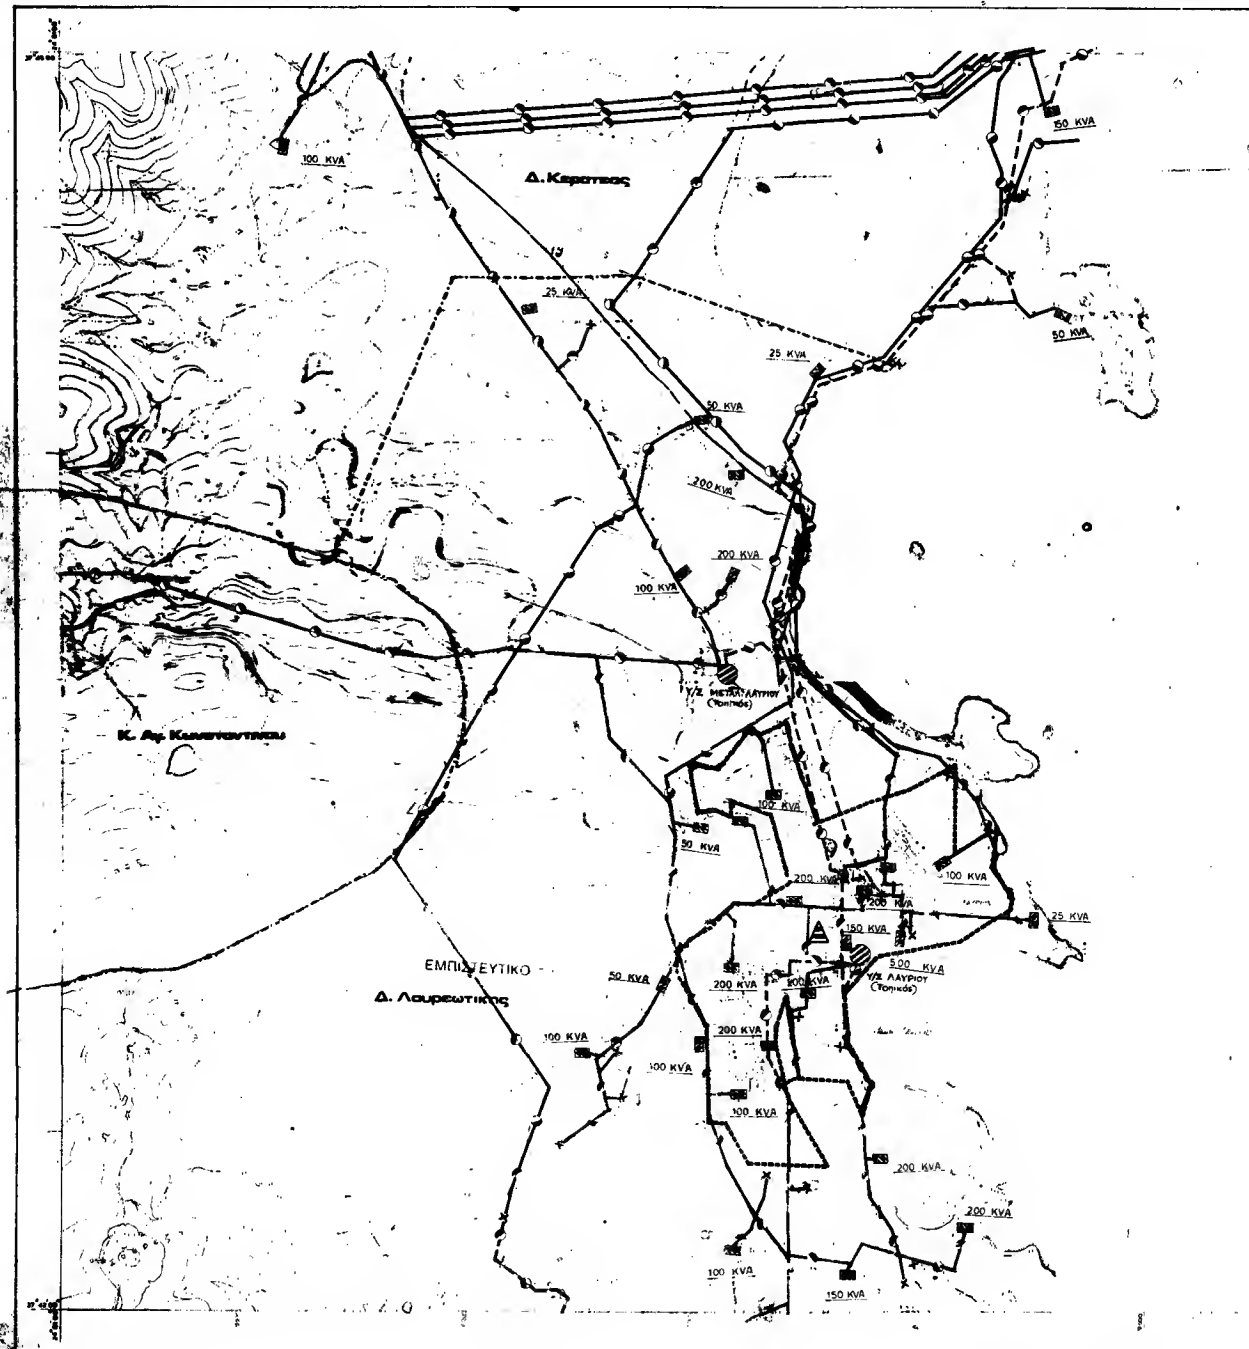 150 KVA
100 KVA
Δ. Κερατεας
25 KVA
50 KVA
25 KVA
50 KVA
200 KVA
200 KVA
100 KVA
Υ/Σ ΜΕΤΑΛ. ΛΑΥΡΙΟΥ
(Τοπικός)
Κ. Αγ. Κωνσταντινου
100 KVA
50 KVA
200 KVA
100 KVA
200 KVA
25 KVA
150 KVA
ΕΜΠΙΣΤΕΥΤΙΚΟ
500 KVA
50 KVA
200 KVA
200 KVA
Υ/Σ ΛΑΥΡΙΟΥ
(Τοπικός)
Δ. Λαυρεωτικης
200 KVA
100 KVA
100 KVA
100 KVA
200 KVA
200 KVA
100 KVA
150 KVA